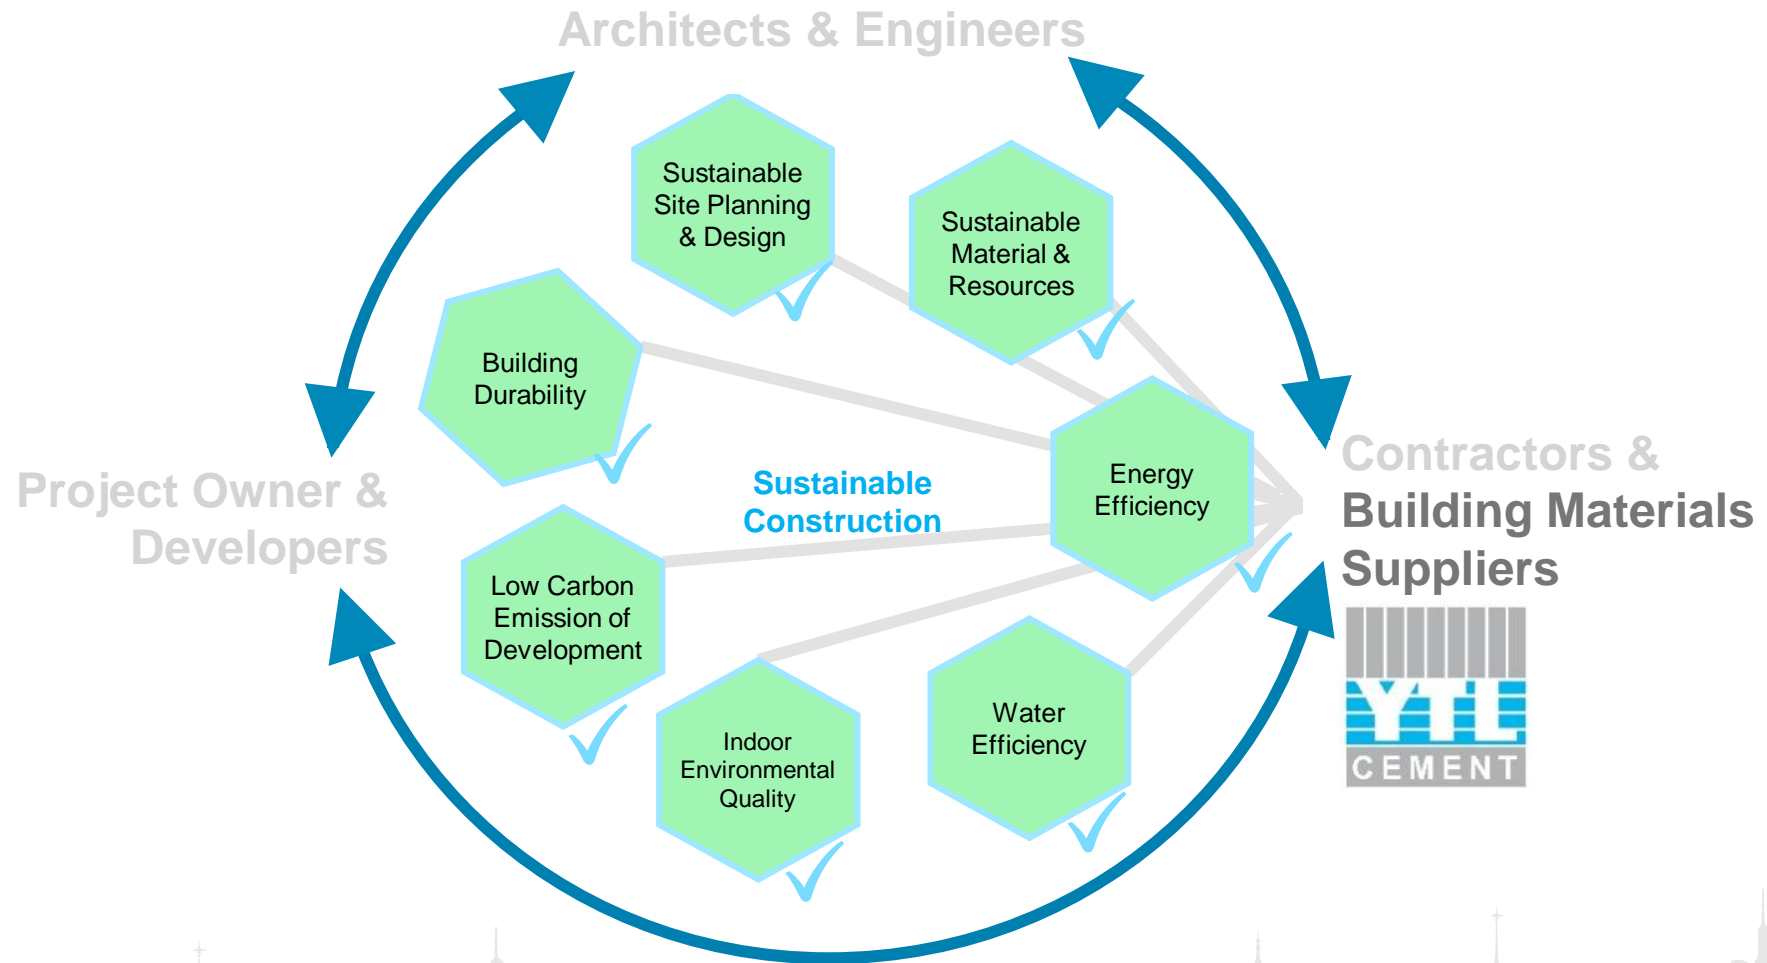 Architects & Engineers
Sustainable
Site Planning
& Design
Sustainable
Material &
Resources
Building
Durability
Energy
Efficiency
Sustainable
Construction
Project Owner &
Developers
Contractors &
Building Materials
Suppliers
Low Carbon
Emission of
Development
Indoor
Environmental
Quality
Water
Efficiency
YTL
CEMENT